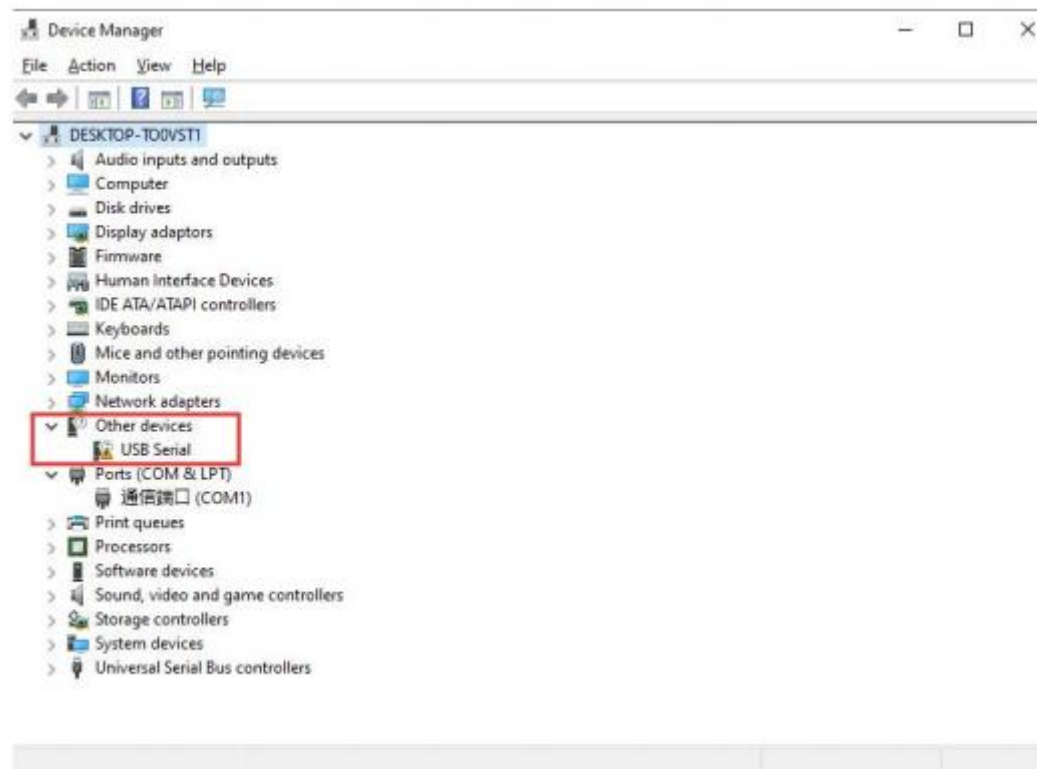 Device Manager
File Action View Help
DESKTOP-TO0VST1
Audio inputs and outputs
Computer
Disk drives
Display adaptors
Firmware
Human Interface Devices
IDE ATA/ATAPI controllers
Keyboards
Mice and other pointing devices
Monitors
Network adapters
Other devices
USB Serial
Ports (COM & LPT)
通信端口 (COM1)
Print queues
Processors
Software devices
Sound, video and game controllers
Storage controllers
System devices
Universal Serial Bus controllers